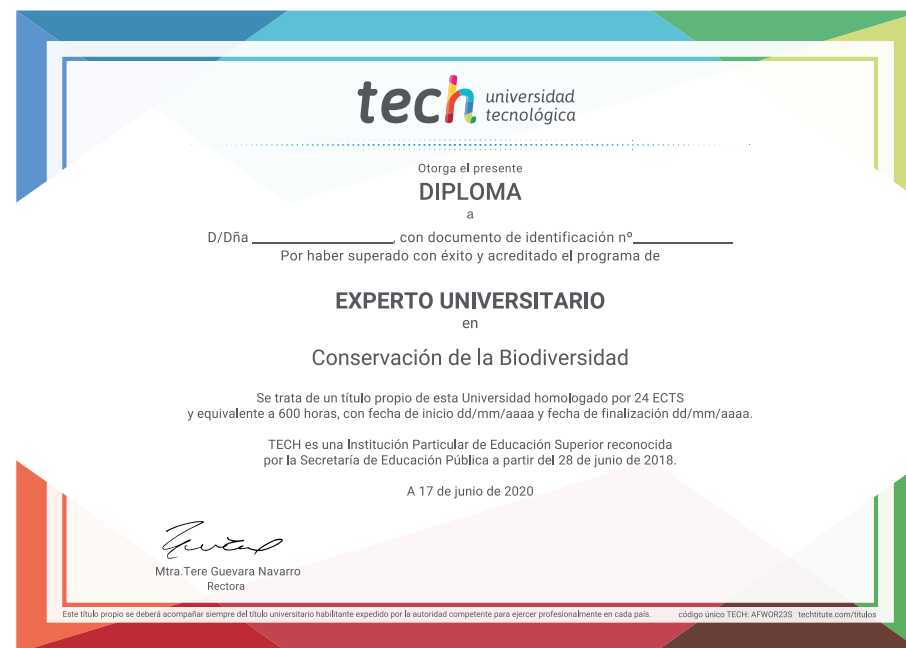 tech universidad
tecnológica
Otorga el presente
DIPLOMA
a
D/Dña ____________________, con documento de identificación nº______________
Por haber superado con éxito y acreditado el programa de
EXPERTO UNIVERSITARIO
en
Conservación de la Biodiversidad
Se trata de un título propio de esta Universidad homologado por 24 ECTS
y equivalente a 600 horas, con fecha de inicio dd/mm/aaaa y fecha de finalización dd/mm/aaaa.
TECH es una Institución Particular de Educación Superior reconocida
por la Secretaría de Educación Pública a partir del 28 de junio de 2018.
A 17 de junio de 2020
Mtra.Tere Guevara Navarro
Rectora
Este título propio se deberá acompañar siempre del título universitario habilitante expedido por la autoridad competente para ejercer profesionalmente en cada país. código único TECH: AFWOR23S techtitute.com/titulos